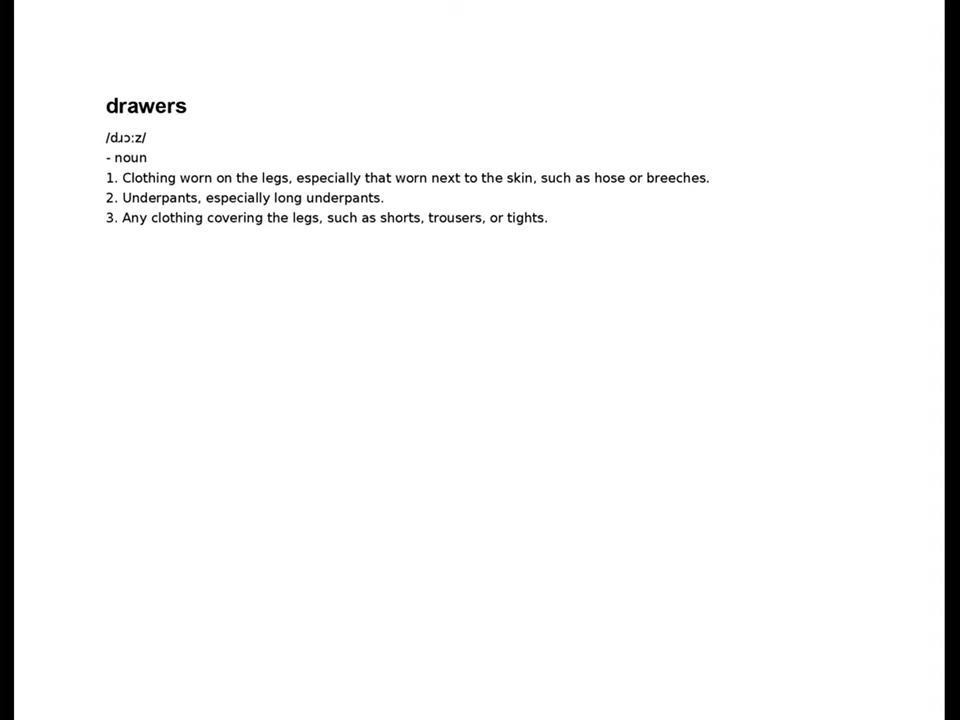 drawers
/dɹɔːz/
- noun
1. Clothing worn on the legs, especially that worn next to the skin, such as hose or breeches.
2. Underpants, especially long underpants.
3. Any clothing covering the legs, such as shorts, trousers, or tights.